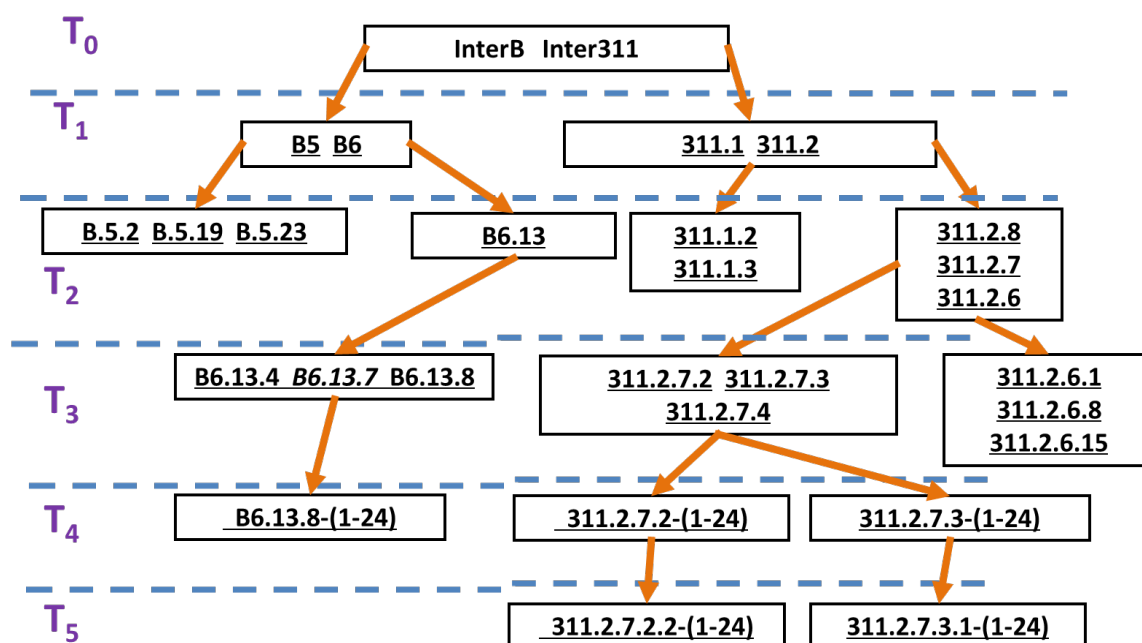 T0
InterB Inter311
T1
B5 B6
311.1 311.2
T2
B.5.2 B.5.19 B.5.23
B6.13
311.1.2
311.1.3
311.2.8
311.2.7
311.2.6
T3
B6.13.4 B6.13.7 B6.13.8
311.2.7.2 311.2.7.3
311.2.7.4
311.2.6.1
311.2.6.8
311.2.6.15
T4
B6.13.8-(1-24)
311.2.7.2-(1-24)
311.2.7.3-(1-24)
T5
311.2.7.2.2-(1-24)
311.2.7.3.1-(1-24)